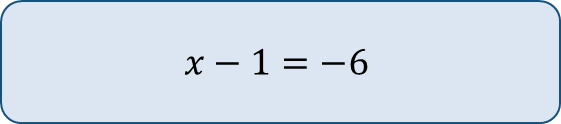 x − 1 = −6